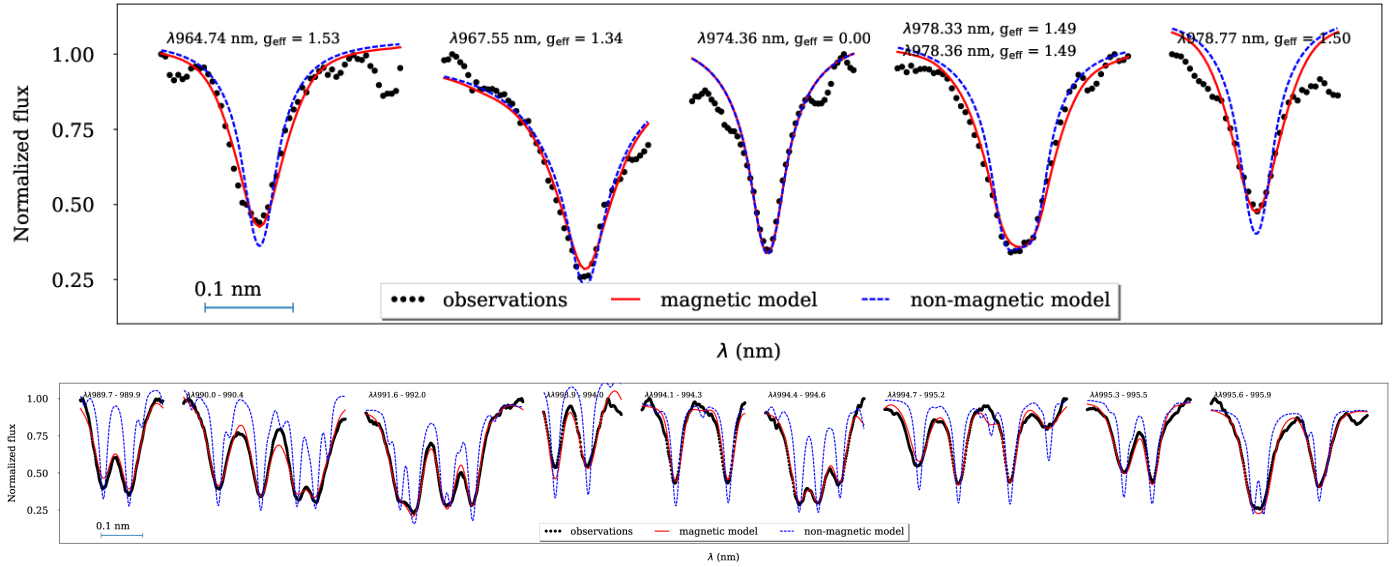 λ964.74 nm, g_eff = 1.53
λ967.55 nm, g_eff = 1.34
λ974.36 nm, g_eff = 0.00
λ978.33 nm, g_eff = 1.49
λ978.36 nm, g_eff = 1.49
λ978.77 nm, g_eff = 1.50
Normalized flux
1.00
0.75
0.50
0.25
0.1 nm
observations
magnetic model
non-magnetic model
λ (nm)
λλ989.7 - 989.9
λλ990.0 - 990.4
λλ991.6 - 992.0
λλ993.9 - 994.0
λλ994.1 - 994.3
λλ994.4 - 994.6
λλ994.7 - 995.2
λλ995.3 - 995.5
λλ995.6 - 995.9
Normalized flux
1.00
0.75
0.50
0.25
0.1 nm
observations
magnetic model
non-magnetic model
λ (nm)